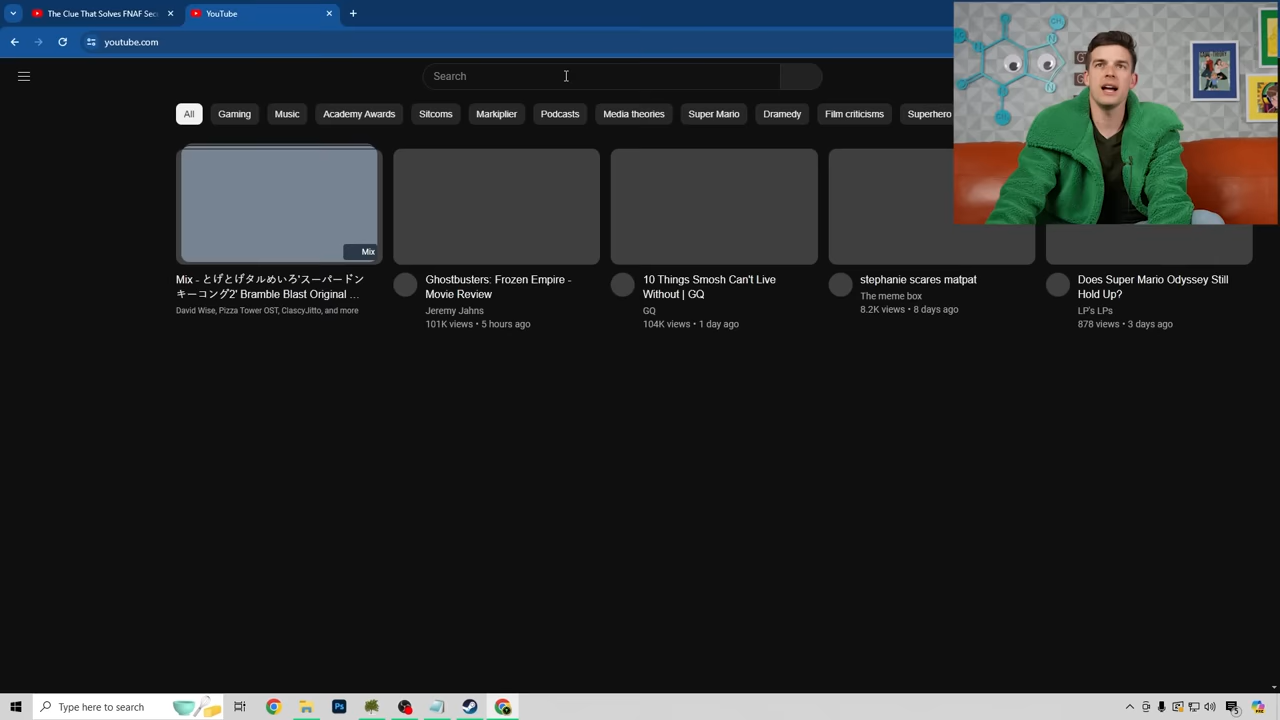 The Clue That Solves FNAF Sec
YouTube
youtube.com
Search
All
Gaming
Music
Academy Awards
Sitcoms
Markiplier
Podcasts
Media theories
Super Mario
Dramedy
Film criticisms
Superhero
Mix
Mix - とげとげタルめいろ'スーパードン
キーコング2' Bramble Blast Original ...
David Wise, Pizza Tower OST, ClascyJitto, and more
Ghostbusters: Frozen Empire -
Movie Review
Jeremy Jahns
101K views • 5 hours ago
10 Things Smosh Can't Live
Without | GQ
GQ
104K views • 1 day ago
stephanie scares matpat
The meme box
8.2K views • 8 days ago
Does Super Mario Odyssey Still
Hold Up?
LP's LPs
878 views • 3 days ago
Type here to search
Ps
5